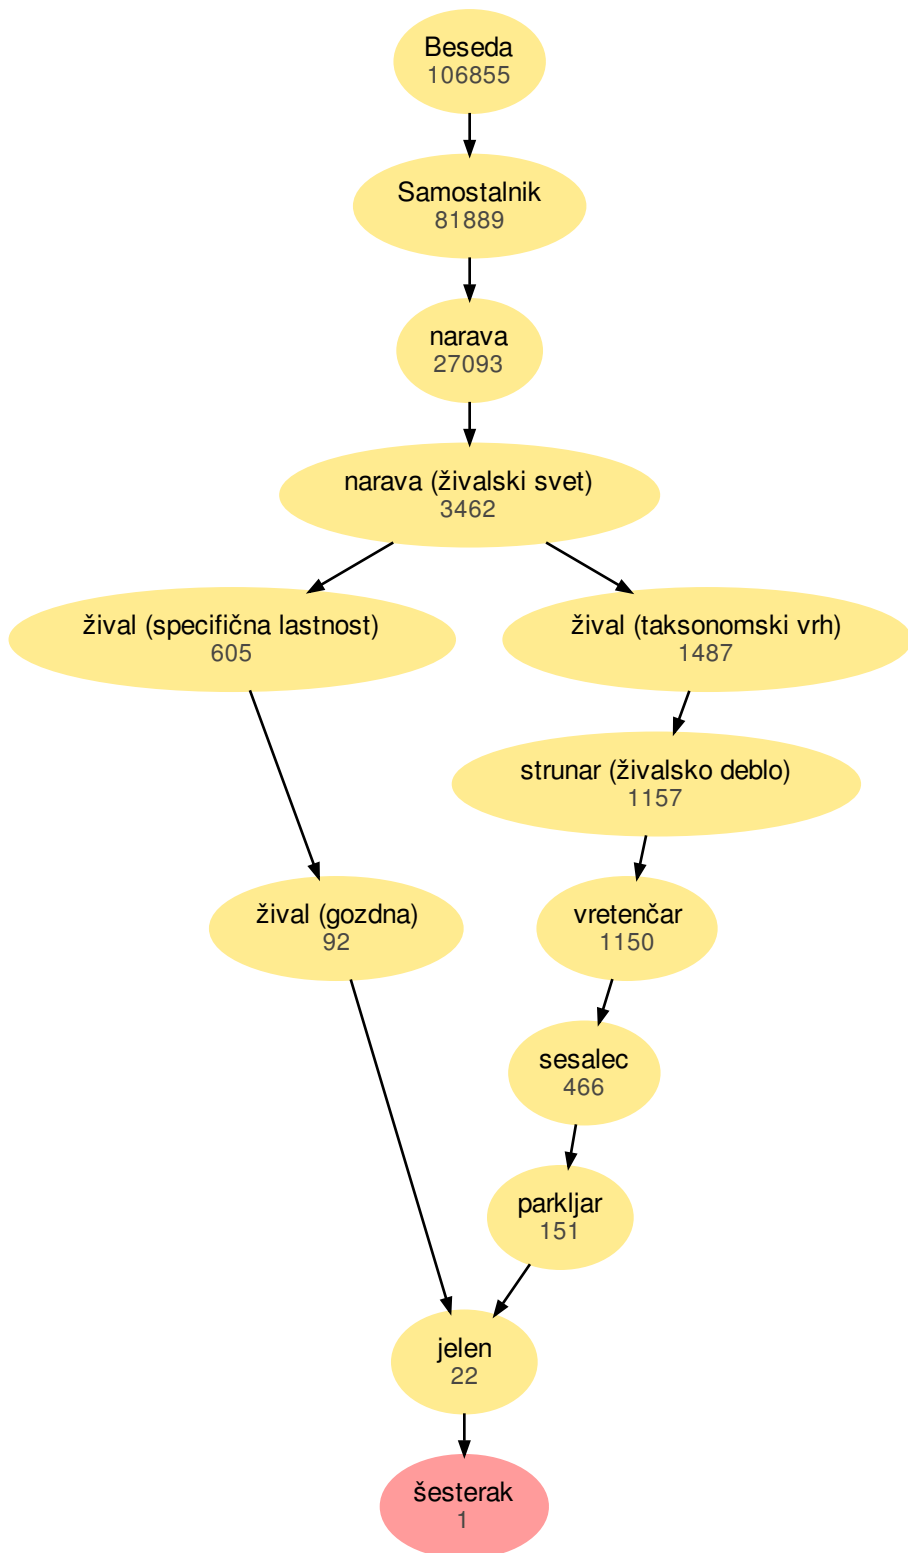 Beseda
106855
Samostalnik
81889
narava
27093
narava (živalski svet)
3462
žival (specifična lastnost)
605
žival (taksonomski vrh)
1487
strunar (živalsko deblo)
1157
žival (gozdna)
92
vretenčar
1150
sesalec
466
parkljar
151
jelen
22
šesterak
1